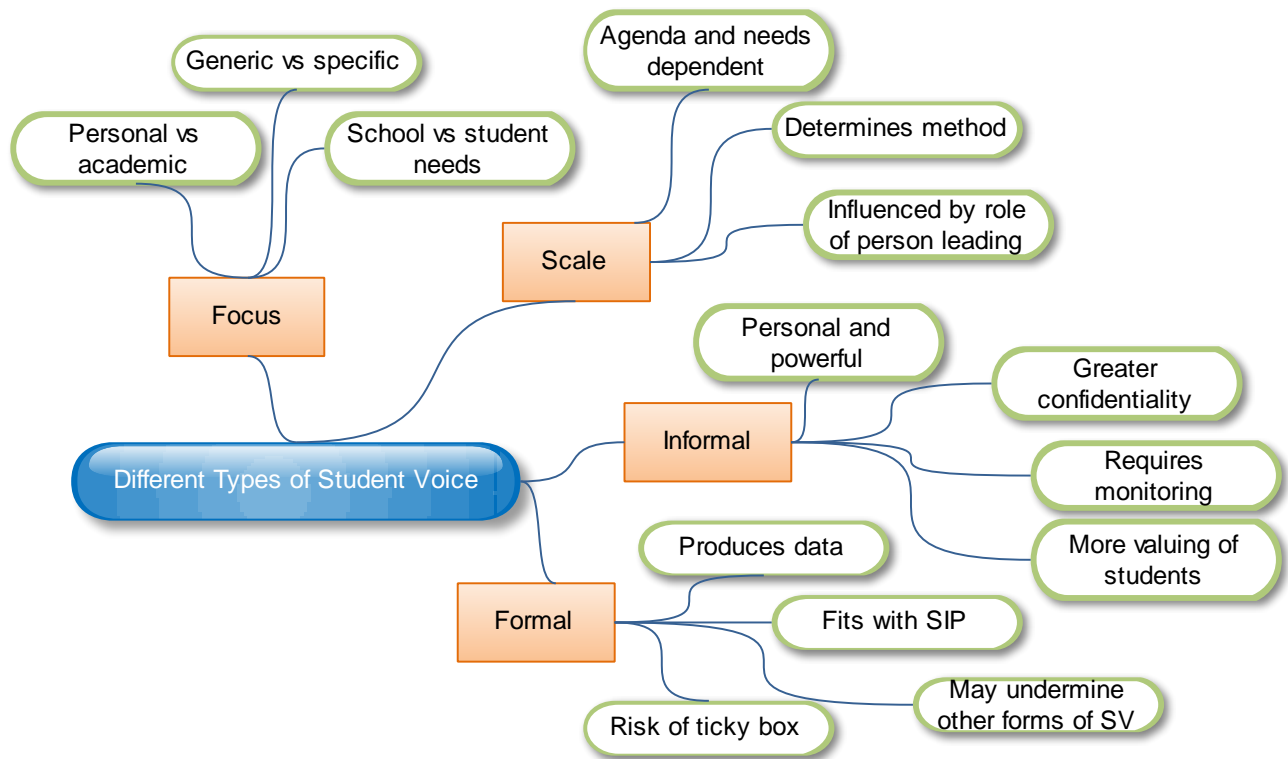 Generic vs specific
Personal vs
academic
School vs student
needs
Focus
Agenda and needs
dependent
Determines method
Influenced by role
of person leading
Scale
Different Types of Student Voice
Personal and
powerful
Greater
confidentiality
Informal
Requires
monitoring
More valuing of
students
Produces data
Formal
Fits with SIP
May undermine
other forms of SV
Risk of ticky box